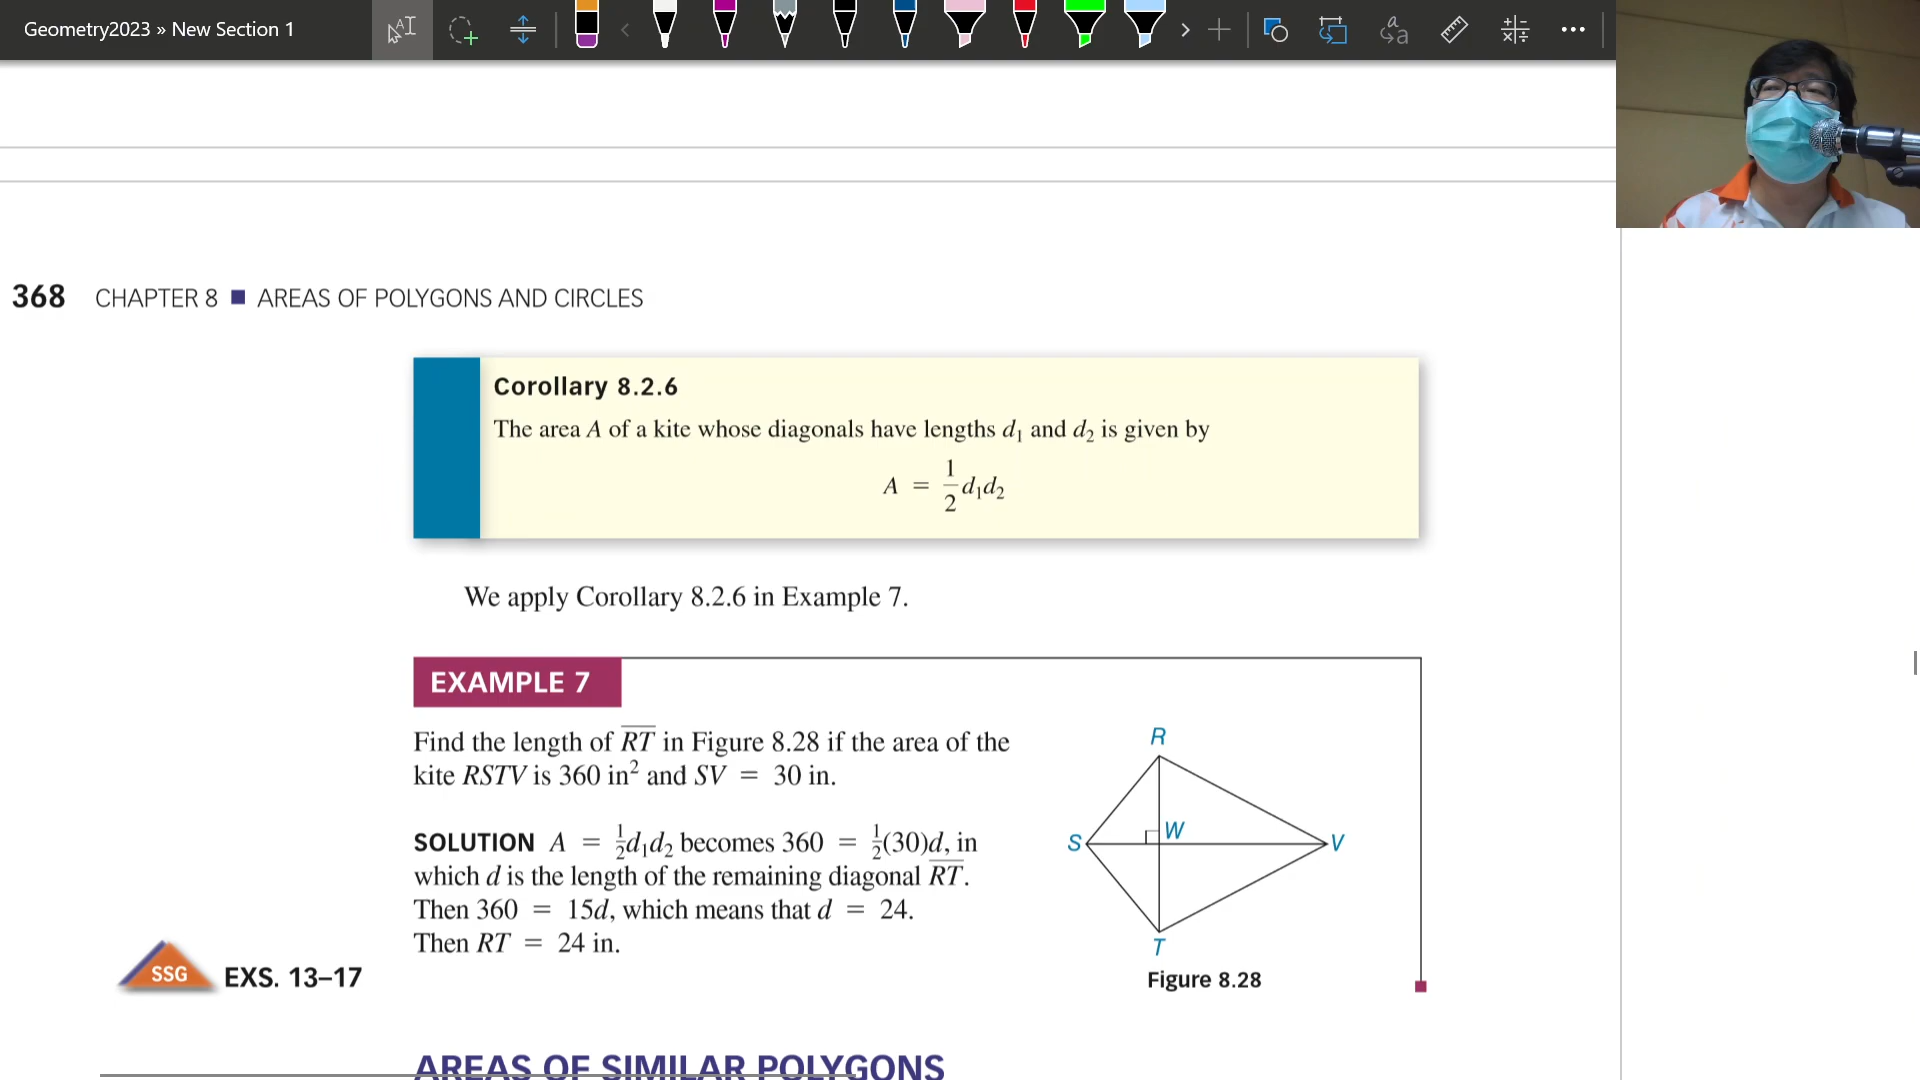 Geometry2023 » New Section 1
368 CHAPTER 8 ■ AREAS OF POLYGONS AND CIRCLES
Corollary 8.2.6
The area A of a kite whose diagonals have lengths d₁ and d₂ is given by
A = 1/2 d₁d₂
We apply Corollary 8.2.6 in Example 7.
EXAMPLE 7
Find the length of R̅T̅ in Figure 8.28 if the area of the
kite RSTV is 360 in² and SV = 30 in.
SOLUTION A = 1/2 d₁d₂ becomes 360 = 1/2(30)d, in
which d is the length of the remaining diagonal R̅T̅.
Then 360 = 15d, which means that d = 24.
Then RT = 24 in.
R
S
W
V
T
Figure 8.28
SSG EXS. 13–17
AREAS OF SIMILAR POLYGONS